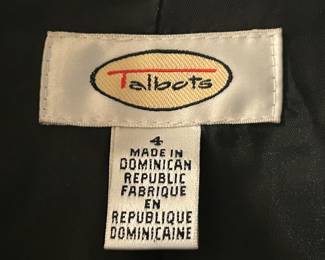 Talbots
4
MADE IN
DOMINICAN
REPUBLIC
FABRIQUE
EN
REPUBLIQUE
DOMINICAINE